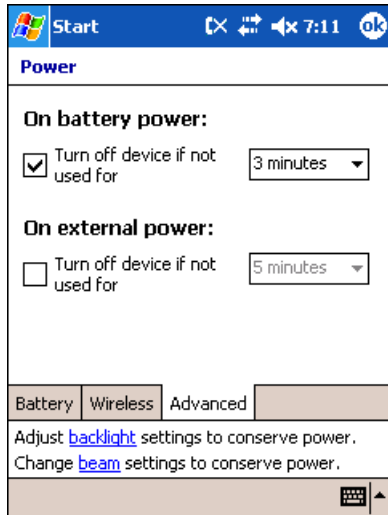 Start 7:11 ok
Power
On battery power:
Turn off device if not
used for
3 minutes
On external power:
Turn off device if not
used for
5 minutes
Battery Wireless Advanced
Adjust backlight settings to conserve power.
Change beam settings to conserve power.